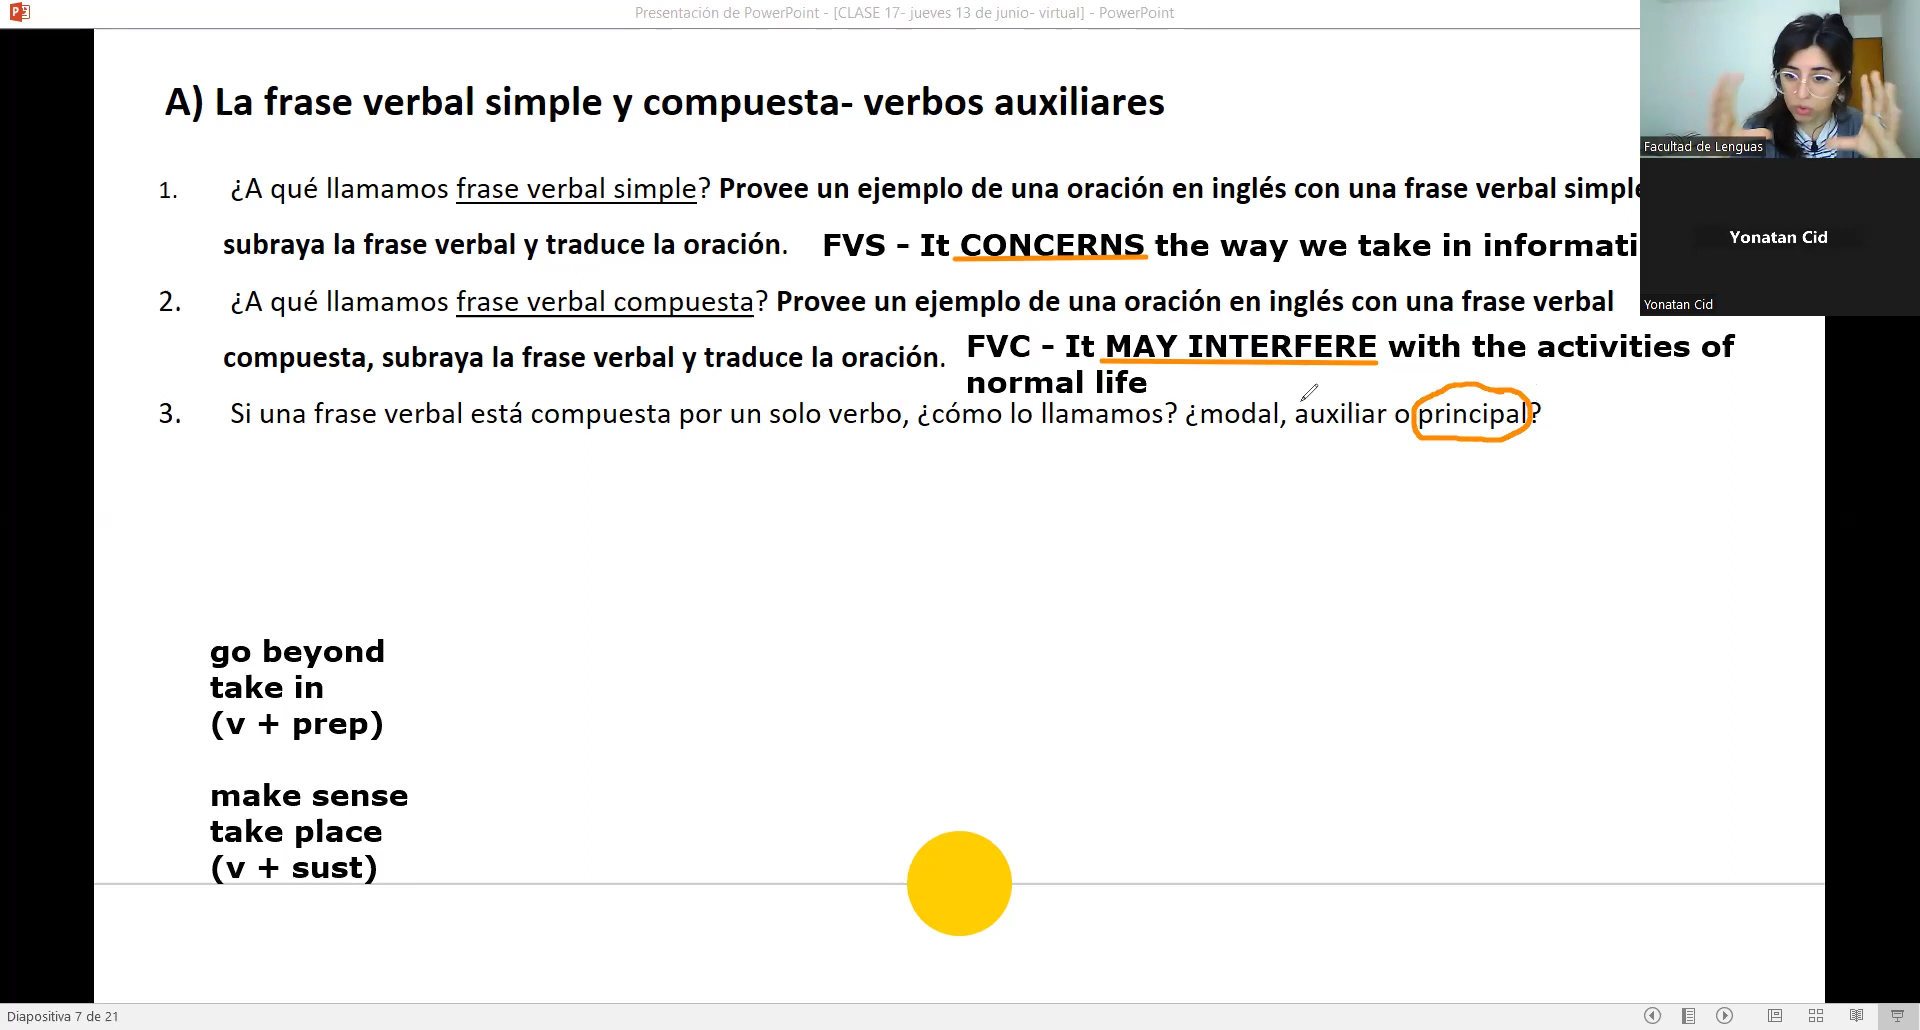 Presentación de PowerPoint - [CLASE 17- jueves 13 de junio- virtual] - PowerPoint
A) La frase verbal simple y compuesta- verbos auxiliares
1. ¿A qué llamamos frase verbal simple? Provee un ejemplo de una oración en inglés con una frase verbal simple
subraya la frase verbal y traduce la oración. FVS - It CONCERNS the way we take in informati
2. ¿A qué llamamos frase verbal compuesta? Provee un ejemplo de una oración en inglés con una frase verbal
compuesta, subraya la frase verbal y traduce la oración. FVC - It MAY INTERFERE with the activities of
normal life
3. Si una frase verbal está compuesta por un solo verbo, ¿cómo lo llamamos? ¿modal, auxiliar o principal?
go beyond
take in
(v + prep)
make sense
take place
(v + sust)
Facultad de Lenguas
Yonatan Cid
Yonatan Cid
Diapositiva 7 de 21